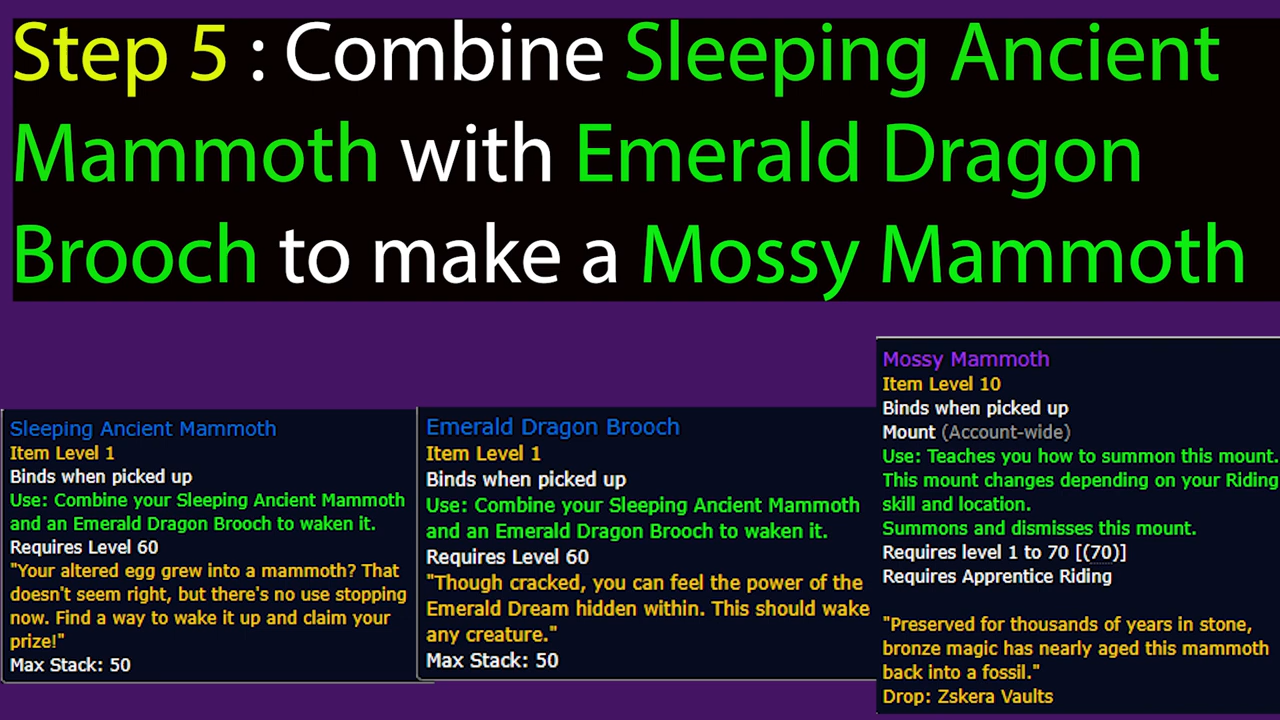 Step 5 : Combine Sleeping Ancient
Mammoth with Emerald Dragon
Brooch to make a Mossy Mammoth
Sleeping Ancient Mammoth
Item Level 1
Binds when picked up
Use: Combine your Sleeping Ancient Mammoth
and an Emerald Dragon Brooch to waken it.
Requires Level 60
"Your altered egg grew into a mammoth? That
doesn't seem right, but there's no use stopping
now. Find a way to wake it up and claim your
prize!"
Max Stack: 50
Emerald Dragon Brooch
Item Level 1
Binds when picked up
Use: Combine your Sleeping Ancient Mammoth
and an Emerald Dragon Brooch to waken it.
Requires Level 60
"Though cracked, you can feel the power of the
Emerald Dream hidden within. This should wake
any creature."
Max Stack: 50
Mossy Mammoth
Item Level 10
Binds when picked up
Mount (Account-wide)
Use: Teaches you how to summon this mount.
This mount changes depending on your Riding
skill and location.
Summons and dismisses this mount.
Requires level 1 to 70 [(70)]
Requires Apprentice Riding
"Preserved for thousands of years in stone,
bronze magic has nearly aged this mammoth
back into a fossil."
Drop: Zskera Vaults